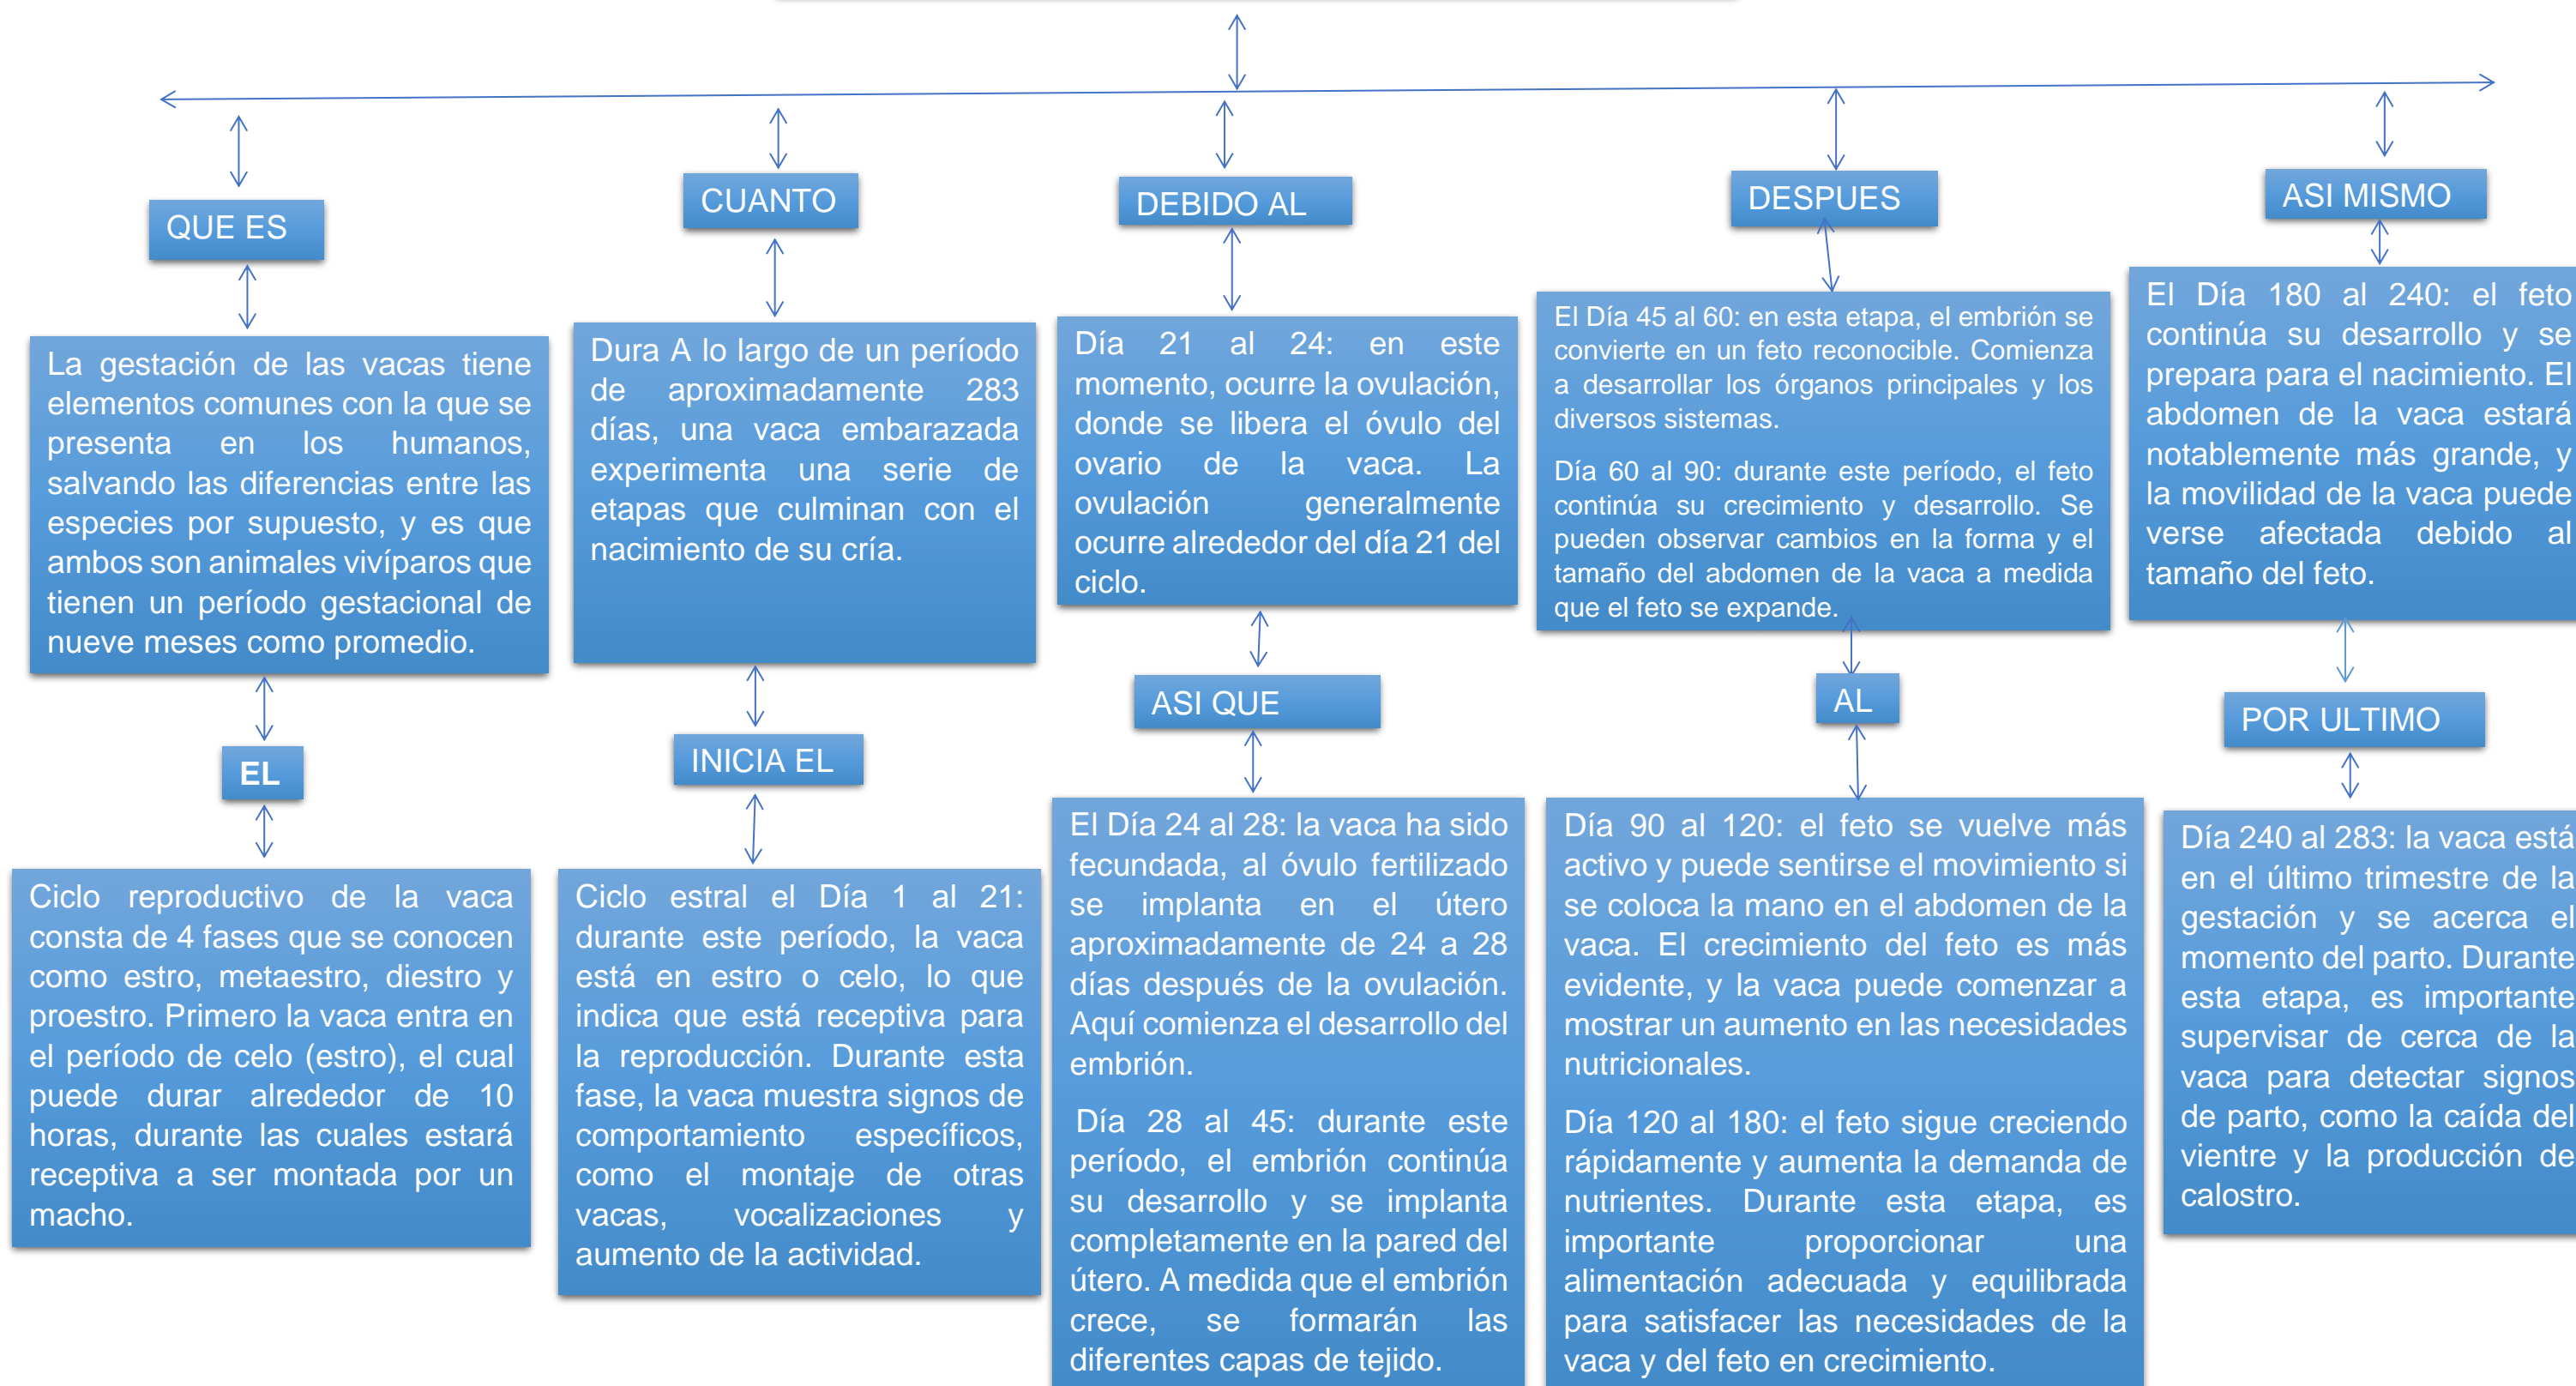 QUE ES
CUANTO
DEBIDO AL
DESPUES
ASI MISMO
La gestación de las vacas tiene
elementos comunes con la que se
presenta en los humanos,
salvando las diferencias entre las
especies por supuesto, y es que
ambos son animales vivíparos que
tienen un período gestacional de
nueve meses como promedio.
Dura A lo largo de un período
de aproximadamente 283
días, una vaca embarazada
experimenta una serie de
etapas que culminan con el
nacimiento de su cría.
Día 21 al 24: en este
momento, ocurre la ovulación,
donde se libera el óvulo del
ovario de la vaca. La
ovulación generalmente
ocurre alrededor del día 21 del
ciclo.
El Día 45 al 60: en esta etapa, el embrión se
convierte en un feto reconocible. Comienza
a desarrollar los órganos principales y los
diversos sistemas.
Día 60 al 90: durante este período, el feto
continúa su crecimiento y desarrollo. Se
pueden observar cambios en la forma y el
tamaño del abdomen de la vaca a medida
que el feto se expande.
El Día 180 al 240: el feto
continúa su desarrollo y se
prepara para el nacimiento. El
abdomen de la vaca estará
notablemente más grande, y
la movilidad de la vaca puede
verse afectada debido al
tamaño del feto.
EL
INICIA EL
ASI QUE
AL
POR ULTIMO
Ciclo reproductivo de la vaca
consta de 4 fases que se conocen
como estro, metaestro, diestro y
proestro. Primero la vaca entra en
el período de celo (estro), el cual
puede durar alrededor de 10
horas, durante las cuales estará
receptiva a ser montada por un
macho.
Ciclo estral el Día 1 al 21:
durante este período, la vaca
está en estro o celo, lo que
indica que está receptiva para
la reproducción. Durante esta
fase, la vaca muestra signos de
comportamiento específicos,
como el montaje de otras
vacas, vocalizaciones y
aumento de la actividad.
El Día 24 al 28: la vaca ha sido
fecundada, al óvulo fertilizado
se implanta en el útero
aproximadamente de 24 a 28
días después de la ovulación.
Aquí comienza el desarrollo del
embrión.
Día 28 al 45: durante este
período, el embrión continúa
su desarrollo y se implanta
completamente en la pared del
útero. A medida que el embrión
crece, se formarán las
diferentes capas de tejido.
Día 90 al 120: el feto se vuelve más
activo y puede sentirse el movimiento si
se coloca la mano en el abdomen de la
vaca. El crecimiento del feto es más
evidente, y la vaca puede comenzar a
mostrar un aumento en las necesidades
nutricionales.
Día 120 al 180: el feto sigue creciendo
rápidamente y aumenta la demanda de
nutrientes. Durante esta etapa, es
importante proporcionar una
alimentación adecuada y equilibrada
para satisfacer las necesidades de la
vaca y del feto en crecimiento.
Día 240 al 283: la vaca está
en el último trimestre de la
gestación y se acerca el
momento del parto. Durante
esta etapa, es importante
supervisar de cerca de la
vaca para detectar signos
de parto, como la caída del
vientre y la producción de
calostro.